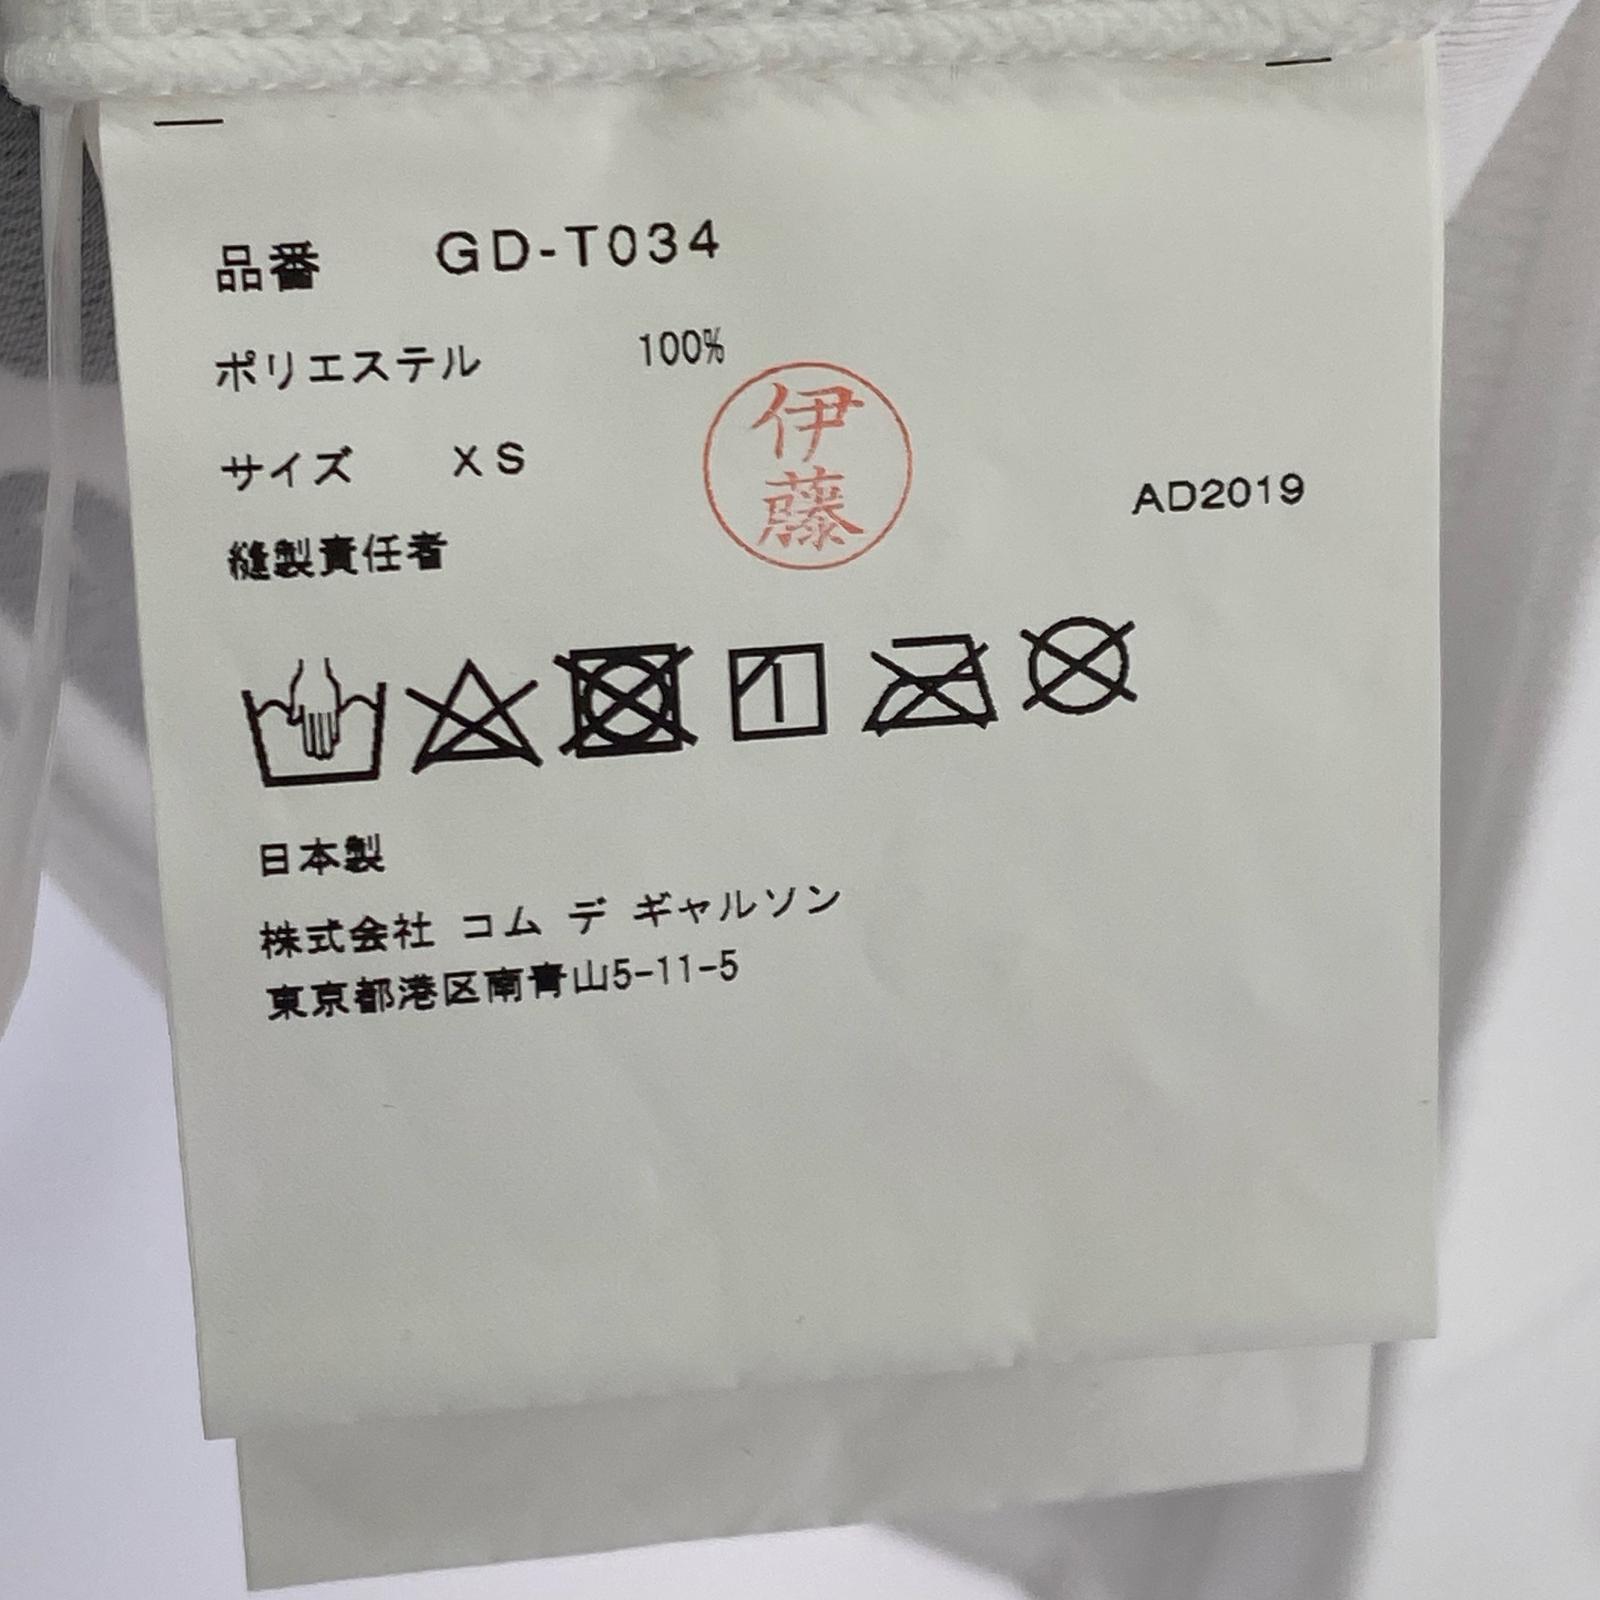 品番 GD-T034
ポリエステル 100%
サイズ XS
伊藤
AD2019
縫製責任者
日本製
株式会社 コム デ ギャルソン
東京都港区南青山5-11-5